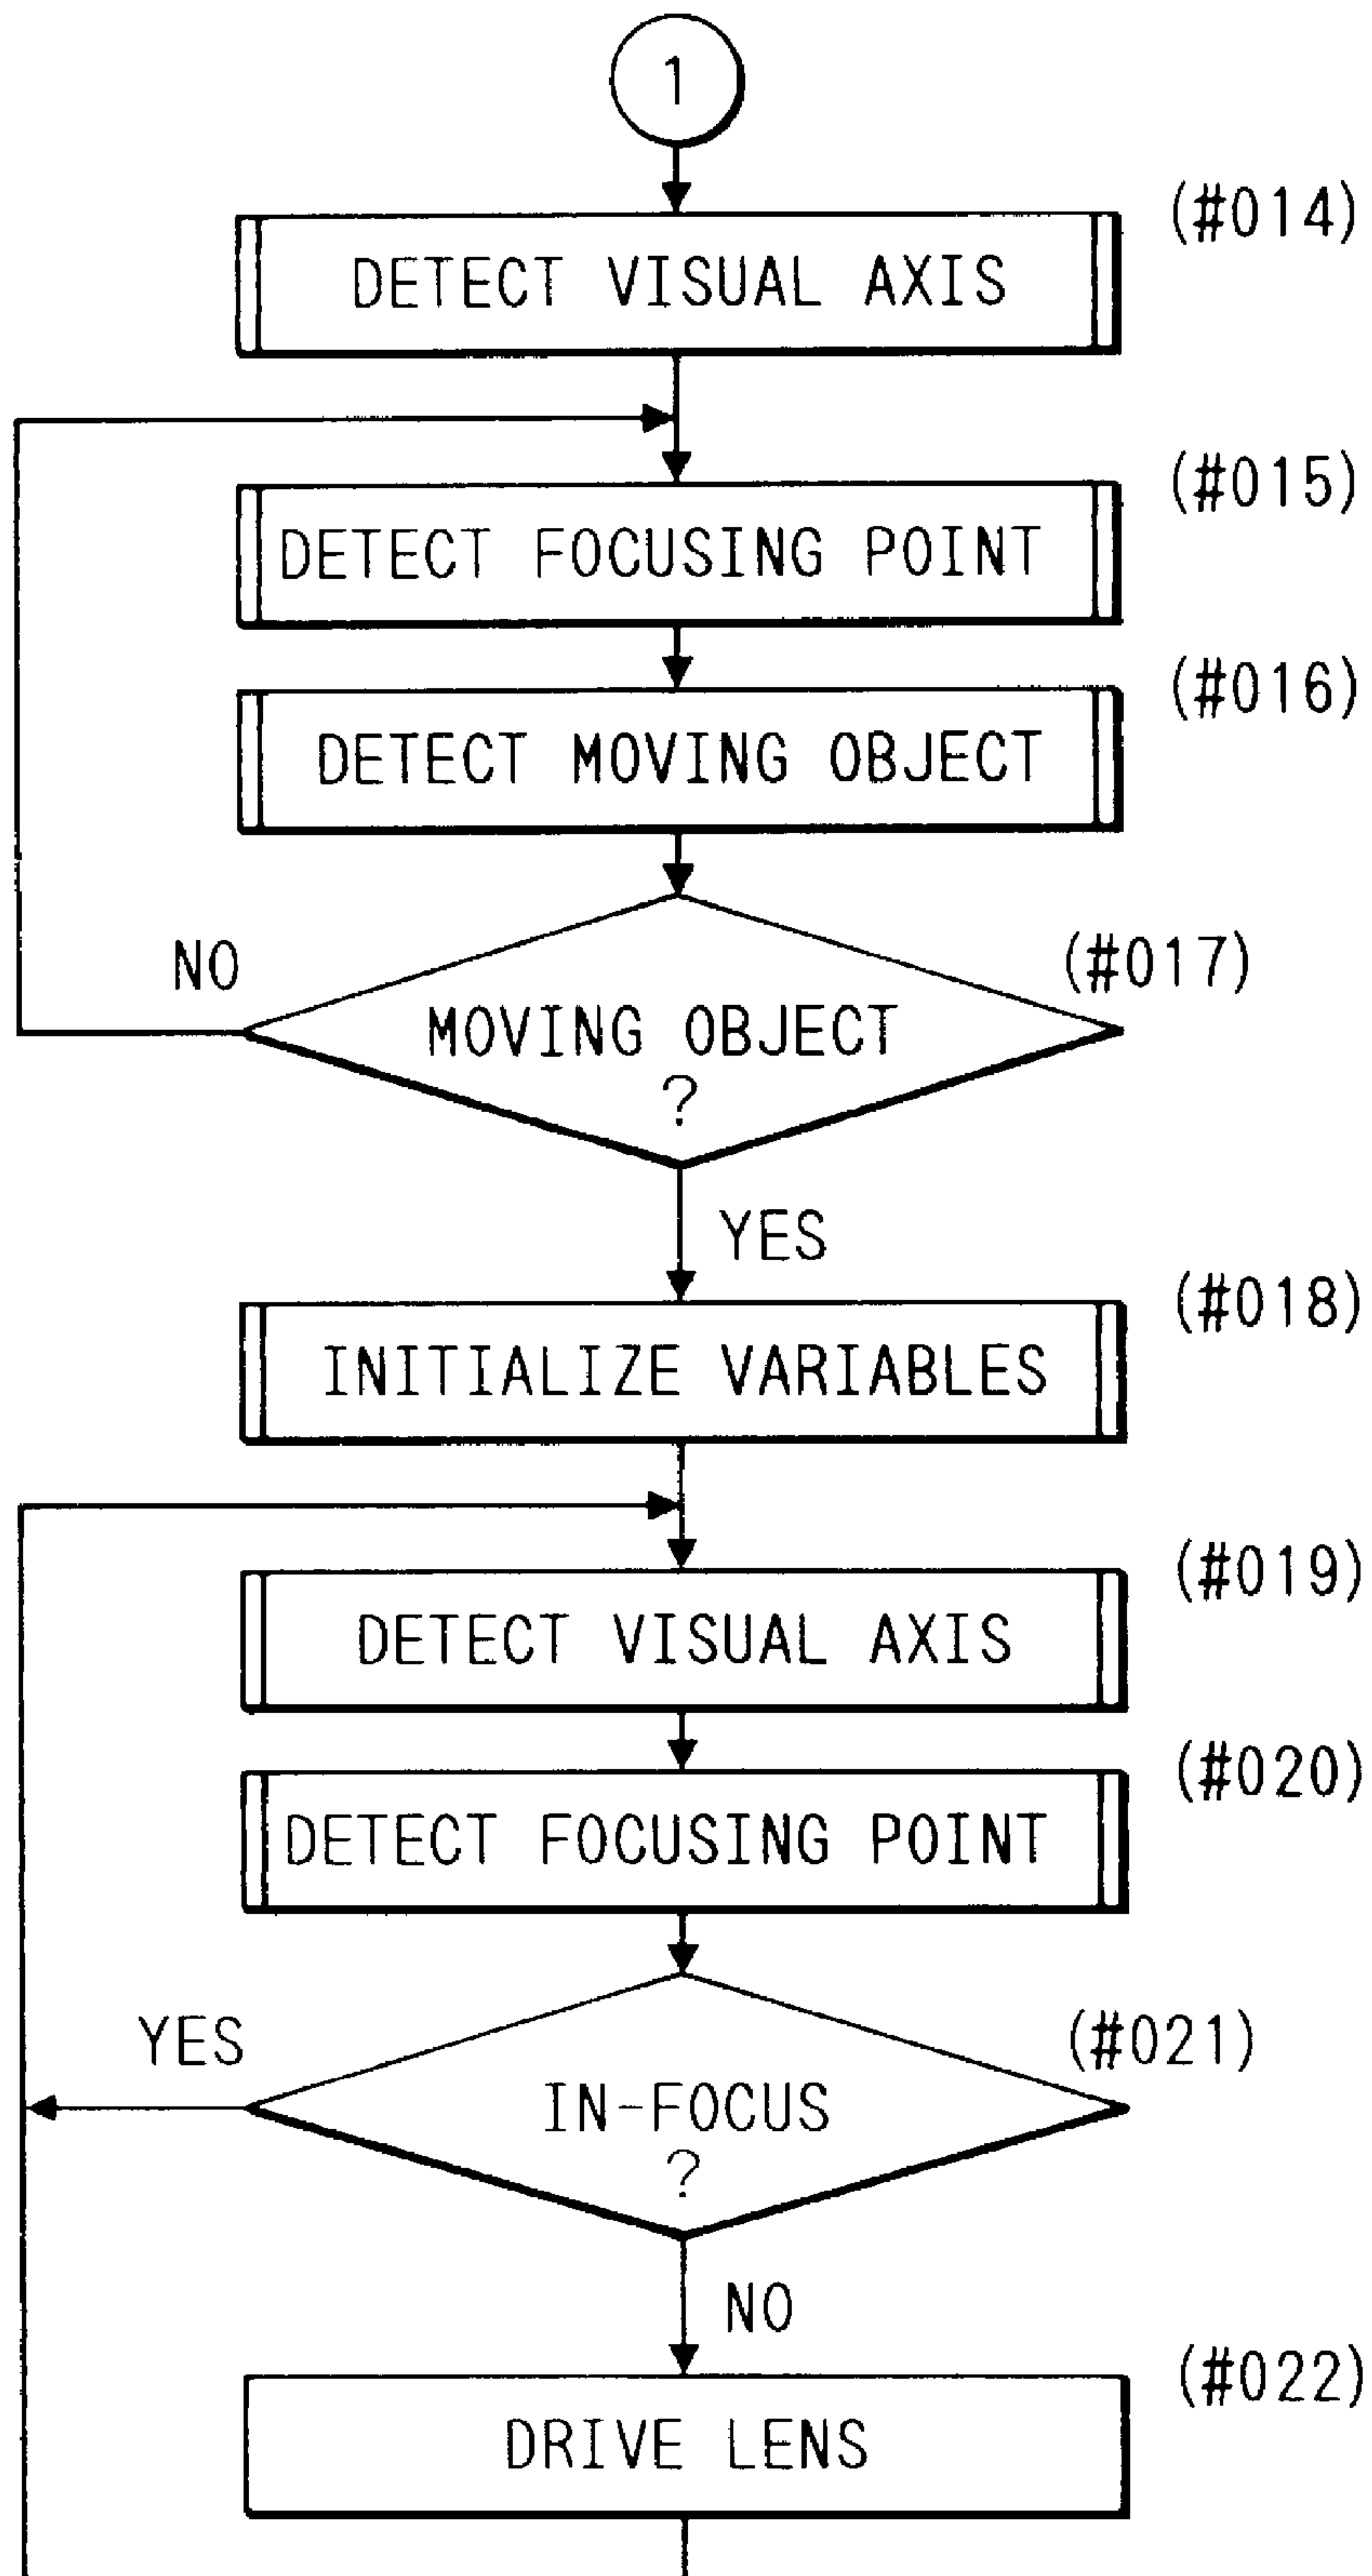 1
(#014)
DETECT VISUAL AXIS
(#015)
DETECT FOCUSING POINT
(#016)
DETECT MOVING OBJECT
NO
(#017)
MOVING OBJECT
?
YES
(#018)
INITIALIZE VARIABLES
(#019)
DETECT VISUAL AXIS
(#020)
DETECT FOCUSING POINT
YES
(#021)
IN-FOCUS
?
NO
(#022)
DRIVE LENS